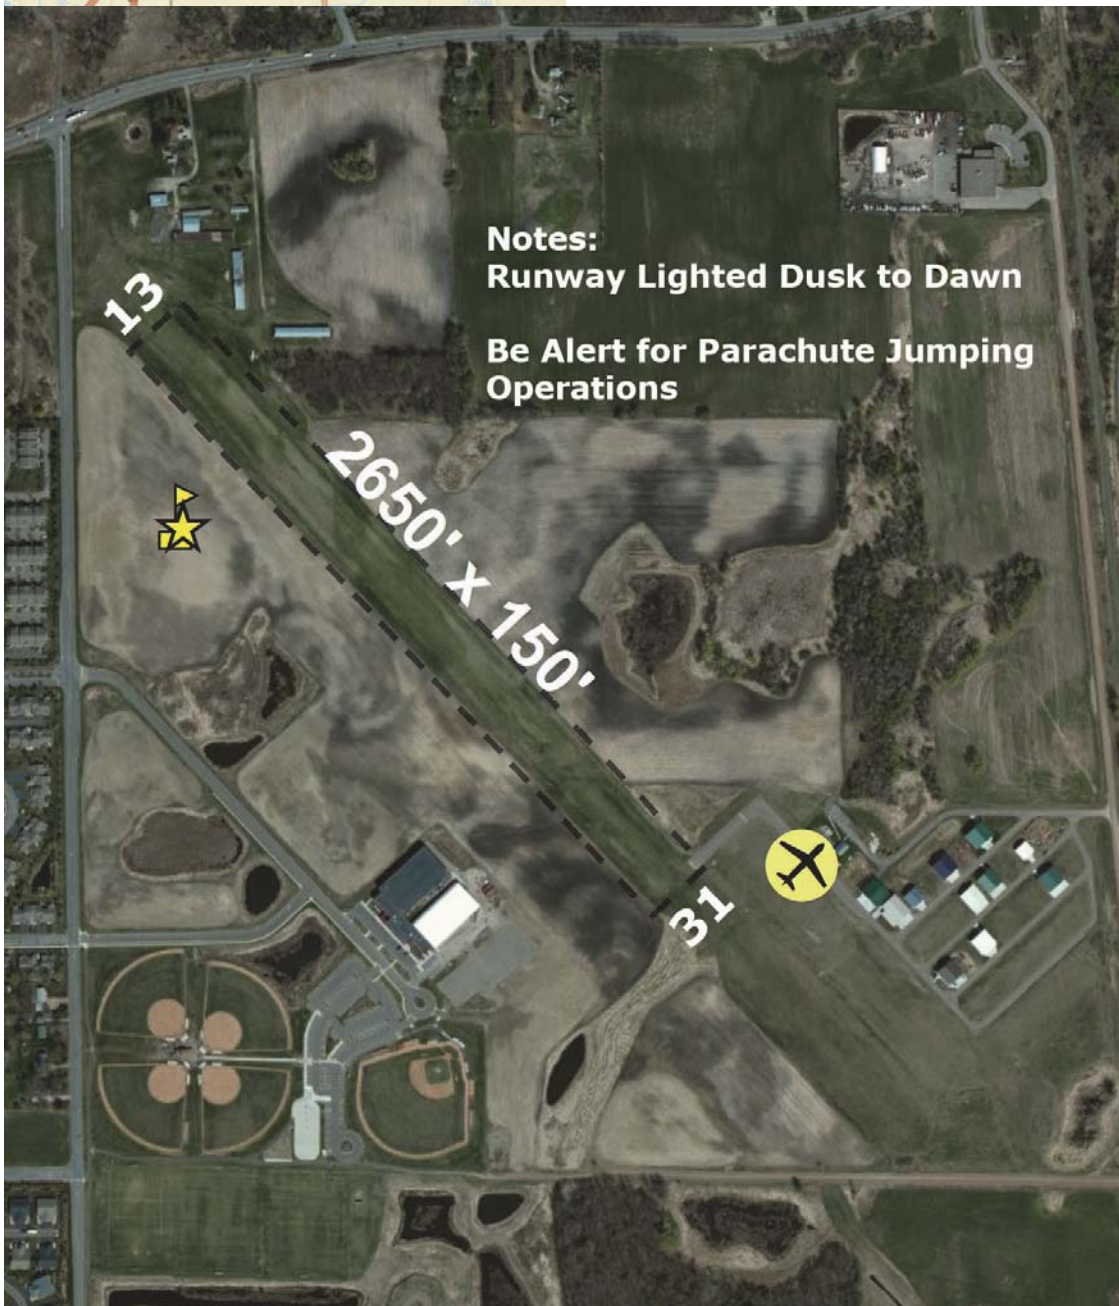 Notes:
Runway Lighted Dusk to Dawn
Be Alert for Parachute Jumping
Operations
13
2650' x 150'
31